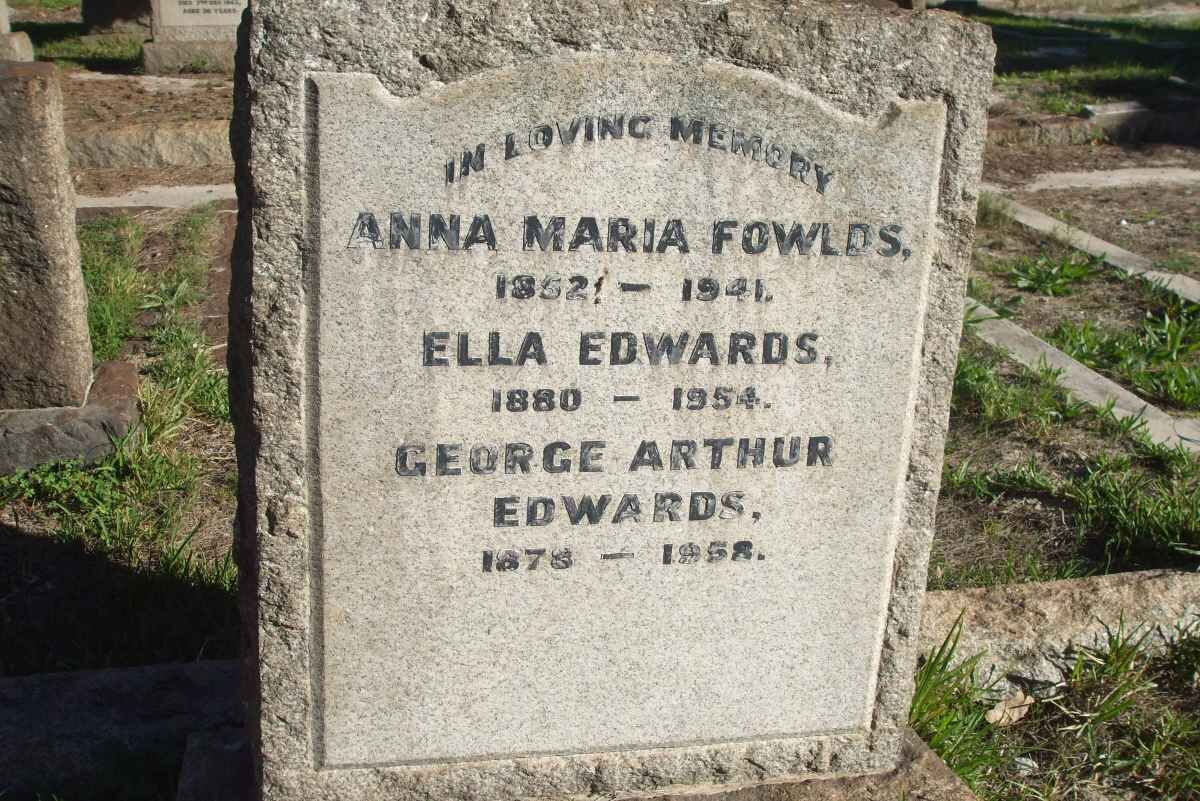 IN LOVING MEMORY
ANNA MARIA FOWLDS,
1852 – 1941.
ELLA EDWARDS,
1880 – 1954.
GEORGE ARTHUR
EDWARDS,
1878 – 1958.